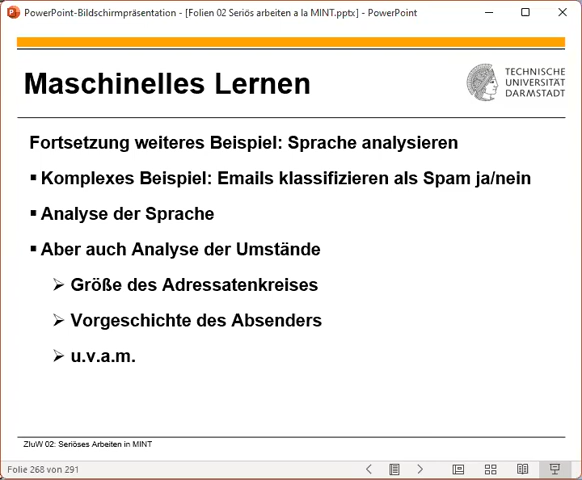 PowerPoint-Bildschirmpräsentation - [Folien 02 Seriös arbeiten a la MINT.pptx] - PowerPoint
Maschinelles Lernen
TECHNISCHE
UNIVERSITÄT
DARMSTADT
Fortsetzung weiteres Beispiel: Sprache analysieren
▪ Komplexes Beispiel: Emails klassifizieren als Spam ja/nein
▪ Analyse der Sprache
▪ Aber auch Analyse der Umstände
➢ Größe des Adressatenkreises
➢ Vorgeschichte des Absenders
➢ u.v.a.m.
ZIuW 02: Seriöses Arbeiten in MINT
Folie 268 von 291